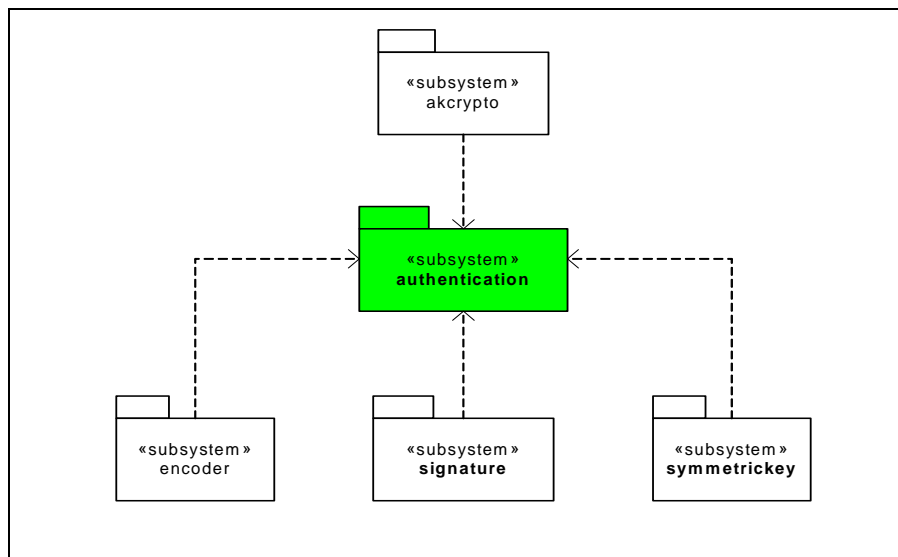 «subsystem»
akcrypto
«subsystem»
authentication
«subsystem»
encoder
«subsystem»
signature
«subsystem»
symmetrickey